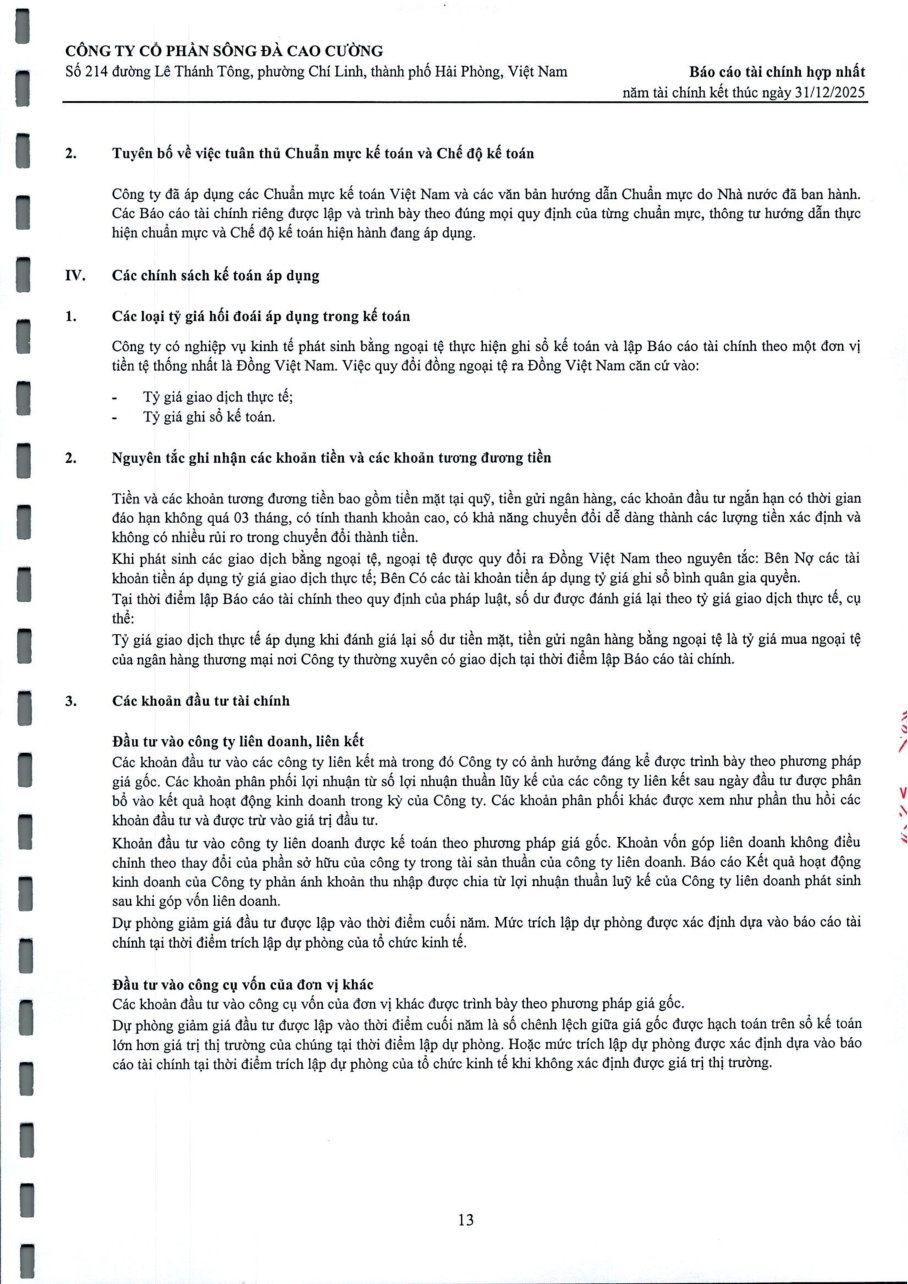 CÔNG TY CỔ PHẦN SÔNG ĐÀ CAO CƯỜNG
Số 214 đường Lê Thánh Tông, phường Chí Linh, thành phố Hải Phòng, Việt Nam
Báo cáo tài chính hợp nhất
năm tài chính kết thúc ngày 31/12/2025
2. Tuyên bố về việc tuân thủ Chuẩn mực kế toán và Chế độ kế toán
Công ty đã áp dụng các Chuẩn mực kế toán Việt Nam và các văn bản hướng dẫn Chuẩn mực do Nhà nước đã ban hành.
Các Báo cáo tài chính riêng được lập và trình bày theo đúng mọi quy định của từng chuẩn mực, thông tư hướng dẫn thực
hiện chuẩn mực và Chế độ kế toán hiện hành đang áp dụng.
IV. Các chính sách kế toán áp dụng
1. Các loại tỷ giá hối đoái áp dụng trong kế toán
Công ty có nghiệp vụ kinh tế phát sinh bằng ngoại tệ thực hiện ghi sổ kế toán và lập Báo cáo tài chính theo một đơn vị
tiền tệ thống nhất là Đồng Việt Nam. Việc quy đổi đồng ngoại tệ ra Đồng Việt Nam căn cứ vào:
- Tỷ giá giao dịch thực tế;
- Tỷ giá ghi sổ kế toán.
2. Nguyên tắc ghi nhận các khoản tiền và các khoản tương đương tiền
Tiền và các khoản tương đương tiền bao gồm tiền mặt tại quỹ, tiền gửi ngân hàng, các khoản đầu tư ngắn hạn có thời gian
đáo hạn không quá 03 tháng, có tính thanh khoản cao, có khả năng chuyển đổi dễ dàng thành các lượng tiền xác định và
không có nhiều rủi ro trong chuyển đổi thành tiền.
Khi phát sinh các giao dịch bằng ngoại tệ, ngoại tệ được quy đổi ra Đồng Việt Nam theo nguyên tắc: Bên Nợ các tài
khoản tiền áp dụng tỷ giá giao dịch thực tế; Bên Có các tài khoản tiền áp dụng tỷ giá ghi sổ bình quân gia quyền.
Tại thời điểm lập Báo cáo tài chính theo quy định của pháp luật, số dư được đánh giá lại theo tỷ giá giao dịch thực tế, cụ
thể:
Tỷ giá giao dịch thực tế áp dụng khi đánh giá lại số dư tiền mặt, tiền gửi ngân hàng bằng ngoại tệ là tỷ giá mua ngoại tệ
của ngân hàng thương mại nơi Công ty thường xuyên có giao dịch tại thời điểm lập Báo cáo tài chính.
3. Các khoản đầu tư tài chính
Đầu tư vào công ty liên doanh, liên kết
Các khoản đầu tư vào các công ty liên kết mà trong đó Công ty có ảnh hưởng đáng kể được trình bày theo phương pháp
giá gốc. Các khoản phân phối lợi nhuận từ số lợi nhuận thuần lũy kế của các công ty liên kết sau ngày đầu tư được phân
bổ vào kết quả hoạt động kinh doanh trong kỳ của Công ty. Các khoản phân phối khác được xem như phần thu hồi các
khoản đầu tư và được trừ vào giá trị đầu tư.
Khoản đầu tư vào công ty liên doanh được kế toán theo phương pháp giá gốc. Khoản vốn góp liên doanh không điều
chỉnh theo thay đổi của phần sở hữu của công ty trong tài sản thuần của công ty liên doanh. Báo cáo Kết quả hoạt động
kinh doanh của Công ty phản ánh khoản thu nhập được chia từ lợi nhuận thuần luỹ kế của Công ty liên doanh phát sinh
sau khi góp vốn liên doanh.
Dự phòng giảm giá đầu tư được lập vào thời điểm cuối năm. Mức trích lập dự phòng được xác định dựa vào báo cáo tài
chính tại thời điểm trích lập dự phòng của tổ chức kinh tế.
Đầu tư vào công cụ vốn của đơn vị khác
Các khoản đầu tư vào công cụ vốn của đơn vị khác được trình bày theo phương pháp giá gốc.
Dự phòng giảm giá đầu tư được lập vào thời điểm cuối năm là số chênh lệch giữa giá gốc được hạch toán trên sổ kế toán
lớn hơn giá trị thị trường của chúng tại thời điểm lập dự phòng. Hoặc mức trích lập dự phòng được xác định dựa vào báo
cáo tài chính tại thời điểm trích lập dự phòng của tổ chức kinh tế khi không xác định được giá trị thị trường.
13